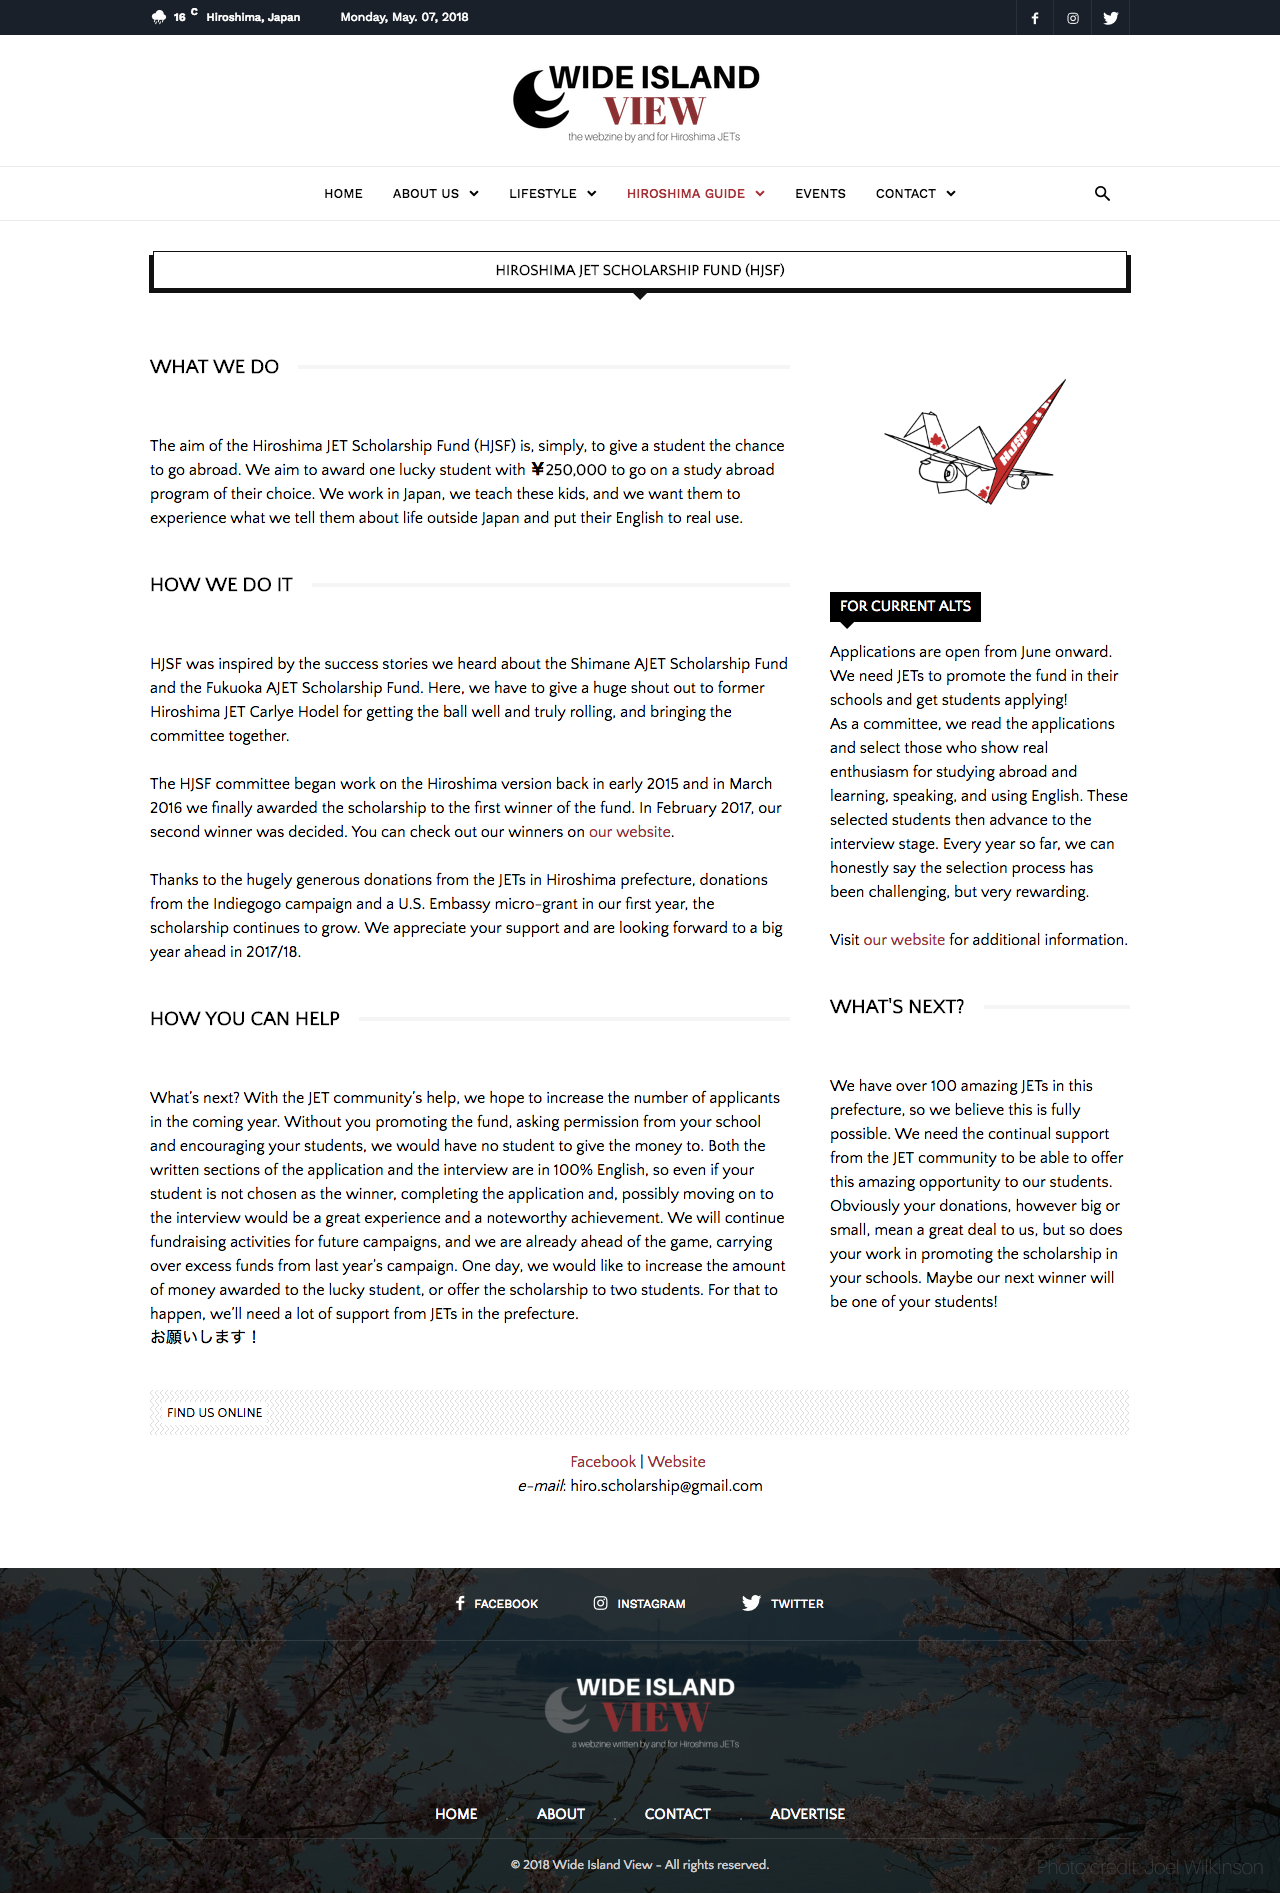 16 C Hiroshima, Japan Monday, May. 07, 2018
WIDE ISLAND
VIEW
the webzine by and for Hiroshima JETs
HOME ABOUT US LIFESTYLE HIROSHIMA GUIDE EVENTS CONTACT
HIROSHIMA JET SCHOLARSHIP FUND (HJSF)
WHAT WE DO
The aim of the Hiroshima JET Scholarship Fund (HJSF) is, simply, to give a student the chance
to go abroad. We aim to award one lucky student with ¥250,000 to go on a study abroad
program of their choice. We work in Japan, we teach these kids, and we want them to
experience what we tell them about life outside Japan and put their English to real use.
HOW WE DO IT
HJSF was inspired by the success stories we heard about the Shimane AJET Scholarship Fund
and the Fukuoka AJET Scholarship Fund. Here, we have to give a huge shout out to former
Hiroshima JET Carlye Hodel for getting the ball well and truly rolling, and bringing the
committee together.
The HJSF committee began work on the Hiroshima version back in early 2015 and in March
2016 we finally awarded the scholarship to the first winner of the fund. In February 2017, our
second winner was decided. You can check out our winners on our website.
Thanks to the hugely generous donations from the JETs in Hiroshima prefecture, donations
from the Indiegogo campaign and a U.S. Embassy micro-grant in our first year, the
scholarship continues to grow. We appreciate your support and are looking forward to a big
year ahead in 2017/18.
HOW YOU CAN HELP
What's next? With the JET community's help, we hope to increase the number of applicants
in the coming year. Without you promoting the fund, asking permission from your school
and encouraging your students, we would have no student to give the money to. Both the
written sections of the application and the interview are in 100% English, so even if your
student is not chosen as the winner, completing the application and, possibly moving on to
the interview would be a great experience and a noteworthy achievement. We will continue
fundraising activities for future campaigns, and we are already ahead of the game, carrying
over excess funds from last year's campaign. One day, we would like to increase the amount
of money awarded to the lucky student, or offer the scholarship to two students. For that to
happen, we'll need a lot of support from JETs in the prefecture.
お願いします！
HJSF
FOR CURRENT ALTS
Applications are open from June onward.
We need JETs to promote the fund in their
schools and get students applying!
As a committee, we read the applications
and select those who show real
enthusiasm for studying abroad and
learning, speaking, and using English. These
selected students then advance to the
interview stage. Every year so far, we can
honestly say the selection process has
been challenging, but very rewarding.
Visit our website for additional information.
WHAT'S NEXT?
We have over 100 amazing JETs in this
prefecture, so we believe this is fully
possible. We need the continual support
from the JET community to be able to offer
this amazing opportunity to our students.
Obviously your donations, however big or
small, mean a great deal to us, but so does
your work in promoting the scholarship in
your schools. Maybe our next winner will
be one of your students!
FIND US ONLINE
Facebook | Website
e-mail: hiro.scholarship@gmail.com
FACEBOOK INSTAGRAM TWITTER
WIDE ISLAND
VIEW
a webzine written by and for Hiroshima JETs
HOME ABOUT CONTACT ADVERTISE
© 2018 Wide Island View - All rights reserved.
Photo credit: Joel Wilkinson